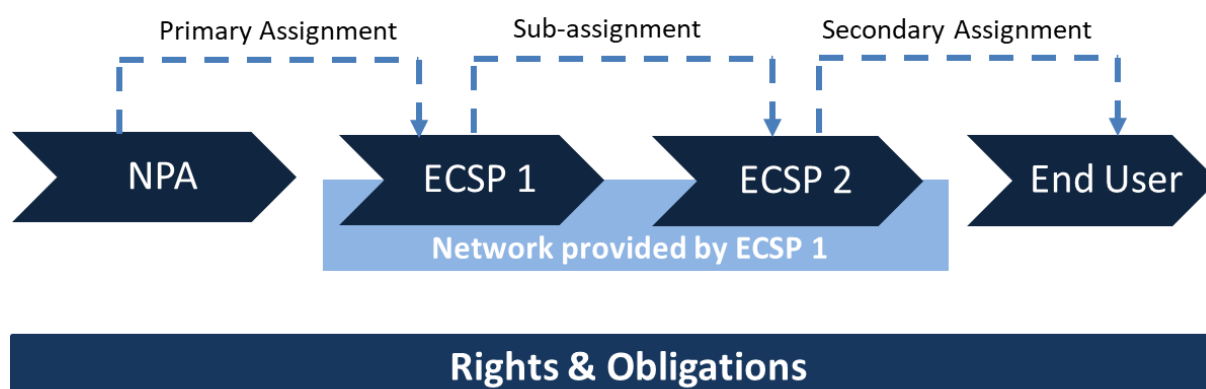 Primary Assignment
Sub-assignment
Secondary Assignment
NPA
ECSP 1
ECSP 2
End User
Network provided by ECSP 1
Rights & Obligations